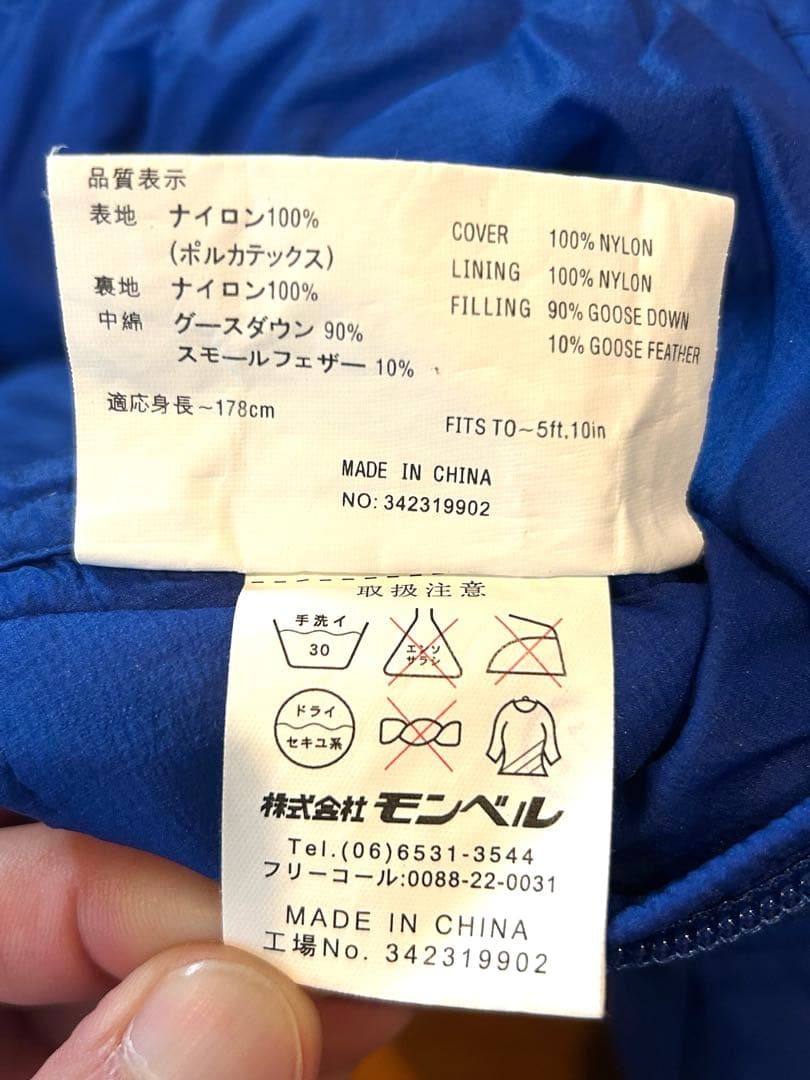 品質表示
表地 ナイロン100%
(ポルカテックス)
裏地 ナイロン100%
中綿 グースダウン 90%
スモールフェザー 10%
適応身長～178cm
COVER 100% NYLON
LINING 100% NYLON
FILLING 90% GOOSE DOWN
10% GOOSE FEATHER
FITS TO～5ft.10in
MADE IN CHINA
NO: 342319902
取扱注意
手洗イ
30
エンソ
サラシ
ドライ
セキユ系
株式会社 モンベル
Tel.(06)6531-3544
フリーコール:0088-22-0031
MADE IN CHINA
工場No. 342319902